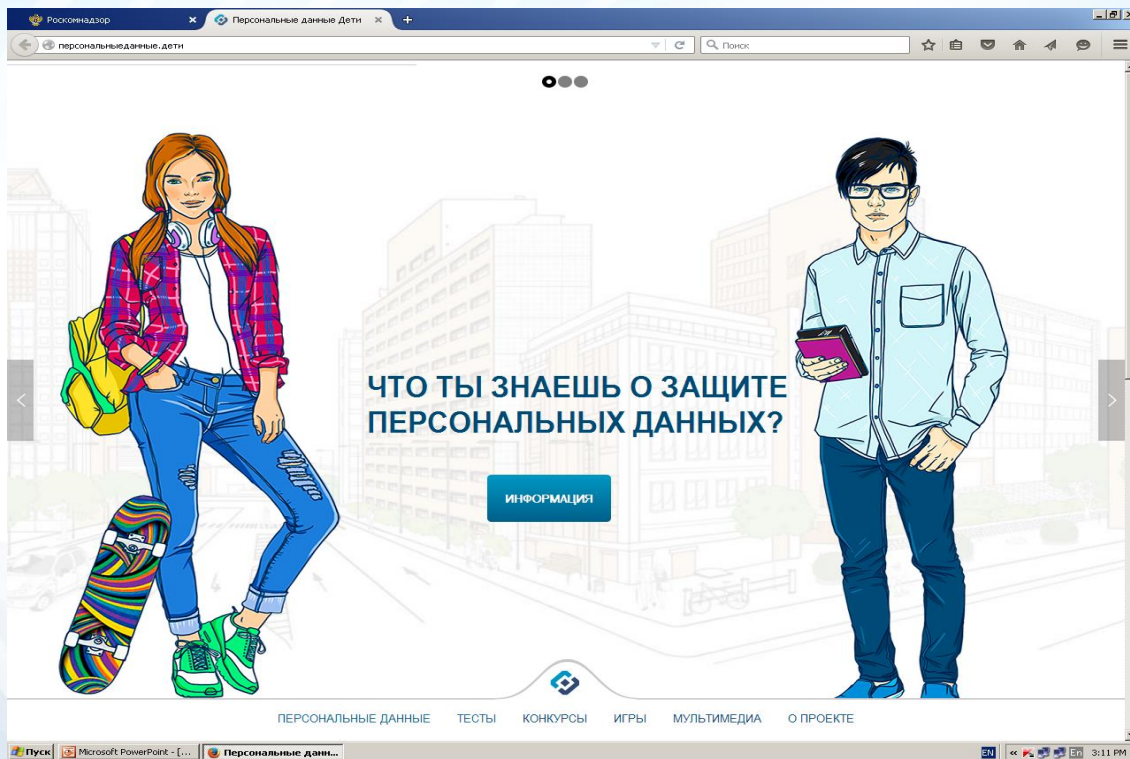 Роскомнадзор
Персональные данные Дети
персональныеданные.дети
Поиск
ЧТО ТЫ ЗНАЕШЬ О ЗАЩИТЕ
ПЕРСОНАЛЬНЫХ ДАННЫХ?
ИНФОРМАЦИЯ
ПЕРСОНАЛЬНЫЕ ДАННЫЕ ТЕСТЫ КОНКУРСЫ ИГРЫ МУЛЬТИМЕДИА О ПРОЕКТЕ
Пуск Microsoft PowerPoint - [... Персональные данн... EN « En 3:11 PM